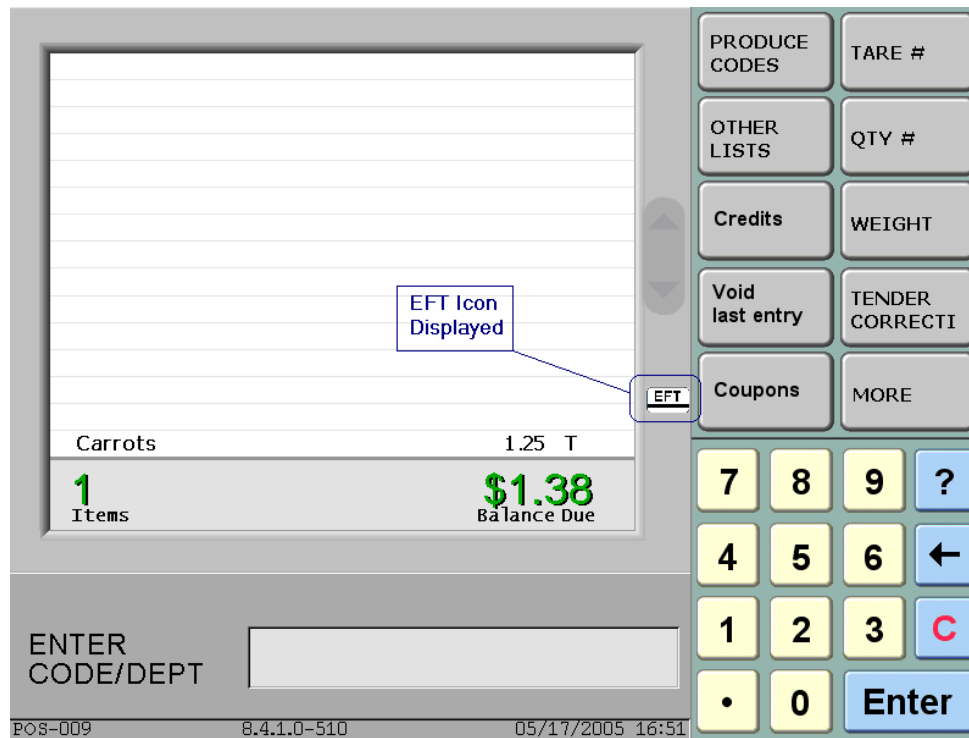 PRODUCE
CODES
TARE #
OTHER
LISTS
QTY #
Credits
WEIGHT
Void
last entry
TENDER
CORRECTI
Coupons
MORE
EFT Icon
Displayed
EFT
Carrots 1.25 T
1 $1.38
Items Balance Due
7 8 9 ?
4 5 6 ←
1 2 3 C
• 0 Enter
ENTER
CODE/DEPT
POS-009 8.4.1.0-510 05/17/2005 16:51